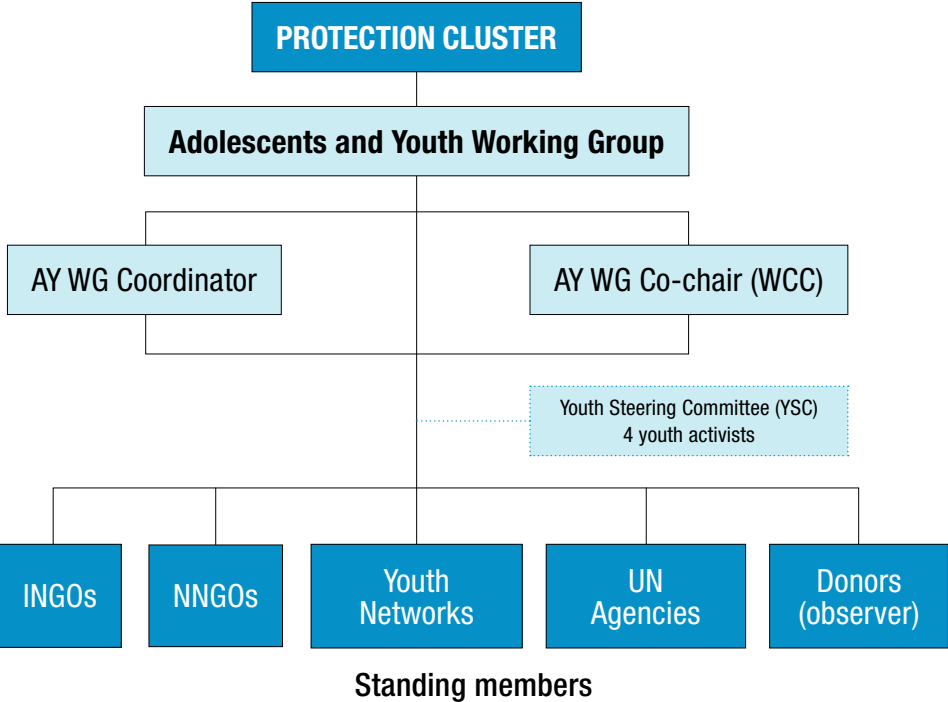 PROTECTION CLUSTER
Adolescents and Youth Working Group
AY WG Coordinator
AY WG Co-chair (WCC)
Youth Steering Committee (YSC)
4 youth activists
INGOs
NNGOs
Youth
Networks
UN
Agencies
Donors
(observer)
Standing members